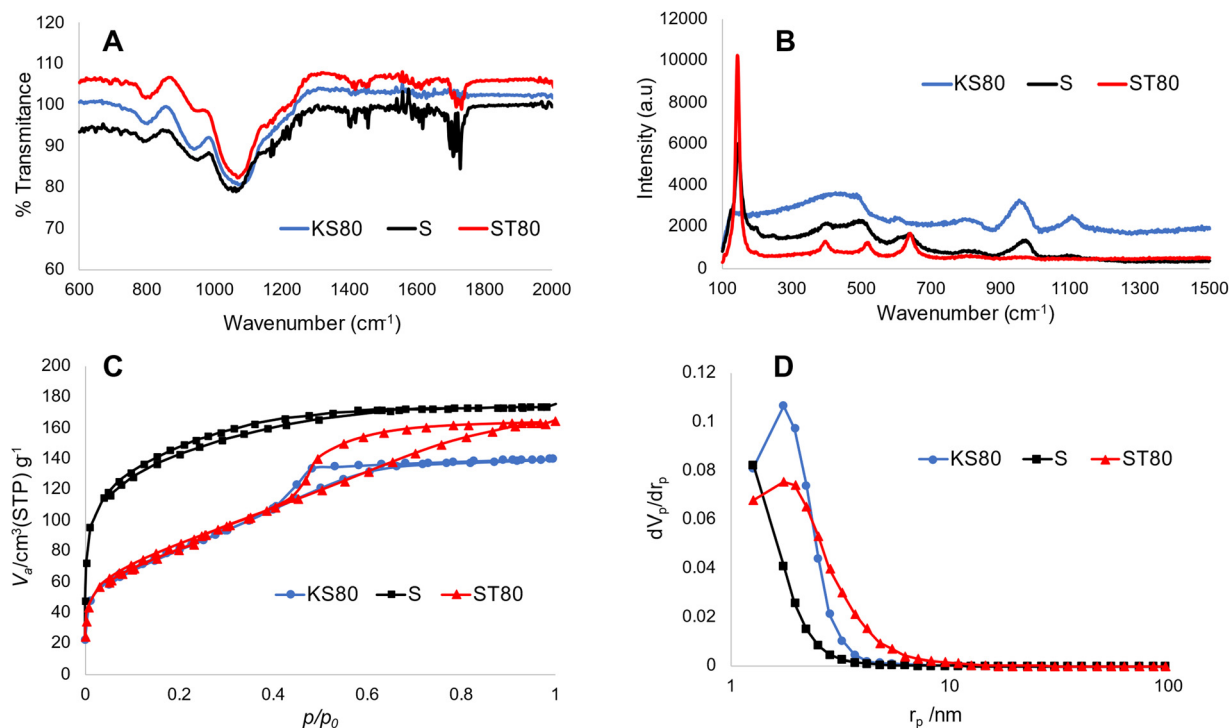 A
120
110
100
90
80
70
60
% Transmitance
KS80 S ST80
600 800 1000 1200 1400 1600 1800 2000
Wavenumber (cm⁻¹)
B
12000
10000
8000
6000
4000
2000
0
Intensity (a.u)
KS80 S ST80
100 300 500 700 900 1100 1300 1500
Wavenumber (cm⁻¹)
C
200
180
160
140
120
100
80
60
40
20
0
Vₐ/cm³(STP) g⁻¹
KS80 S ST80
0 0.2 0.4 0.6 0.8 1
p/p₀
D
0.12
0.1
0.08
0.06
0.04
0.02
0
dVₚ/drₚ
KS80 S ST80
1 10 100
rₚ /nm